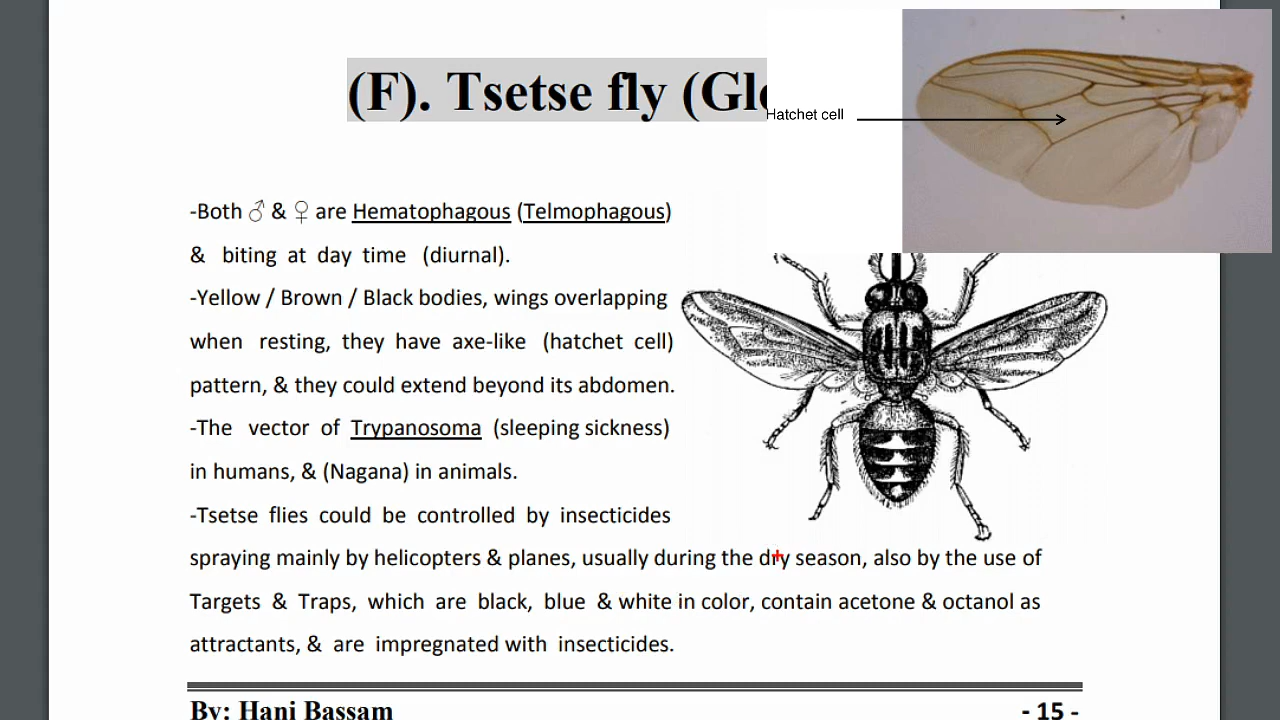 (F). Tsetse fly (Glo
Hatchet cell
-Both ♂ & ♀ are Hematophagous (Telmophagous)
& biting at day time (diurnal).
-Yellow / Brown / Black bodies, wings overlapping
when resting, they have axe-like (hatchet cell)
pattern, & they could extend beyond its abdomen.
-The vector of Trypanosoma (sleeping sickness)
in humans, & (Nagana) in animals.
-Tsetse flies could be controlled by insecticides
spraying mainly by helicopters & planes, usually during the dry season, also by the use of
Targets & Traps, which are black, blue & white in color, contain acetone & octanol as
attractants, & are impregnated with insecticides.
By: Hani Bassam
- 15 -